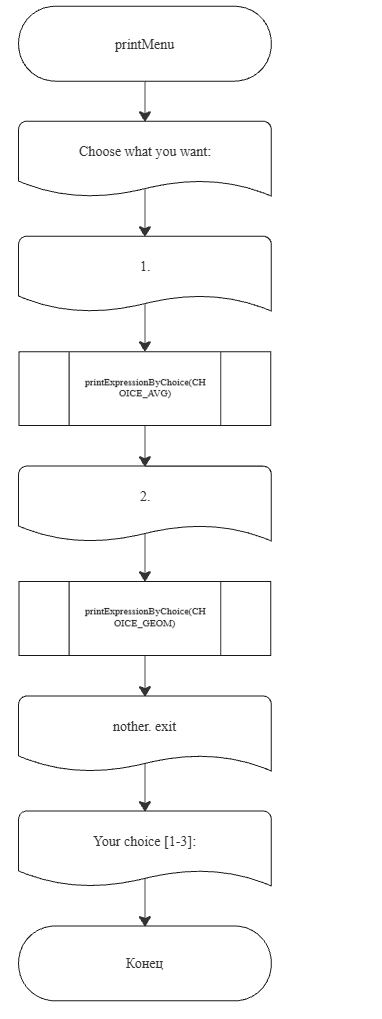 printMenu
Choose what you want:
1.
printExpressionByChoice(CH
OICE_AVG)
2.
printExpressionByChoice(CH
OICE_GEOM)
nother. exit
Your choice [1-3]:
Конец